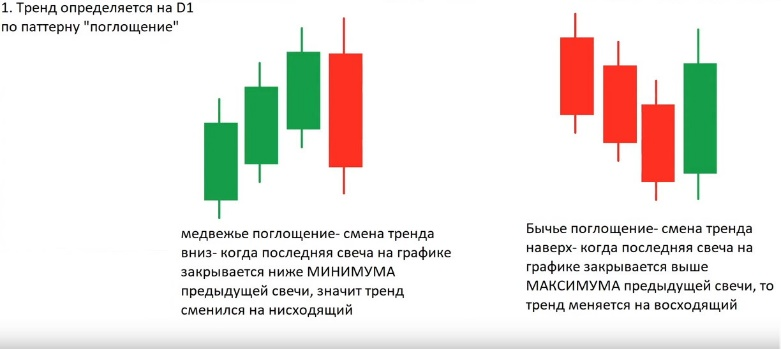 1. Тренд определяется на D1
по паттерну "поглощение"
медвежье поглощение- смена тренда
вниз- когда последняя свеча на графике
закрывается ниже МИНИМУМА
предыдущей свечи, значит тренд
сменился на нисходящий
Бычье поглощение- смена тренда
наверх- когда последняя свеча на
графике закрывается выше
МАКСИМУМА предыдущей свечи, то
тренд меняется на восходящий